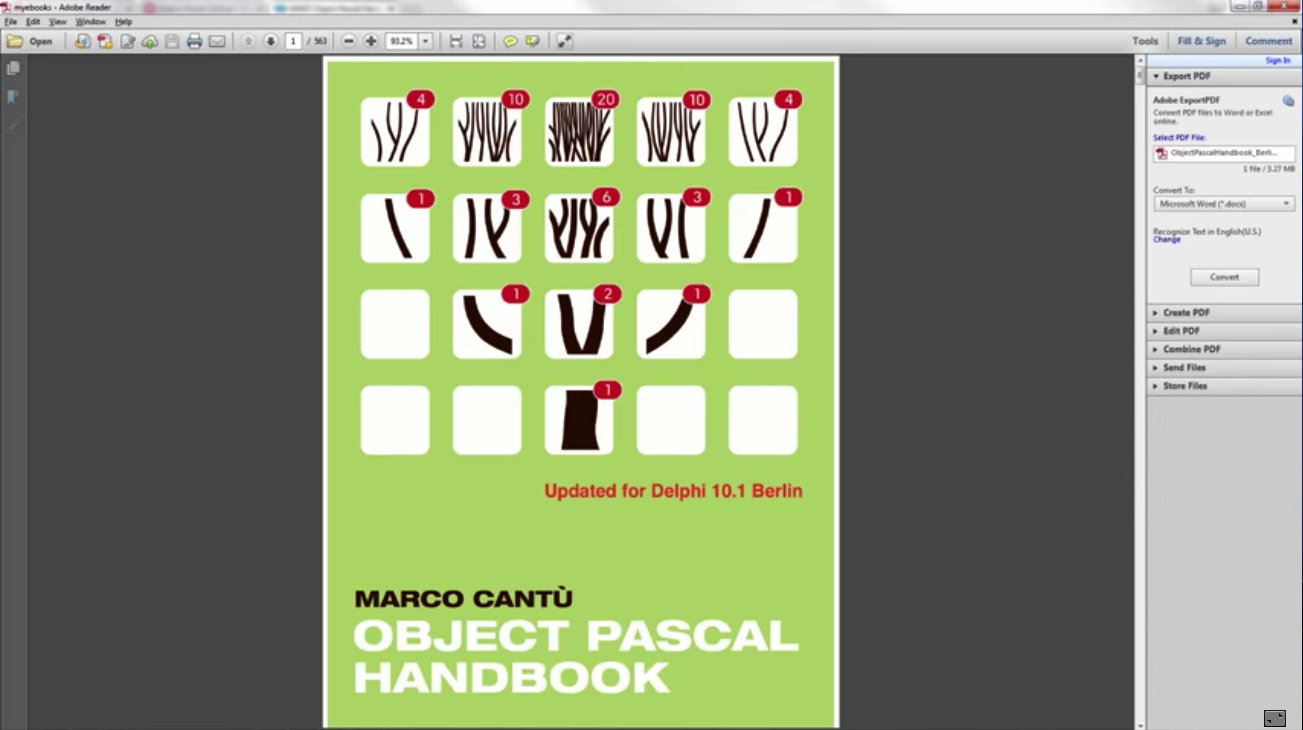 myebooks - Adobe Reader
File Edit View Window Help
Open 1 / 563 93.2% Tools Fill & Sign Comment
Sign In
Export PDF
Adobe ExportPDF
Convert PDF files to Word or Excel
online.
Select PDF File:
ObjectPascalHandbook_Berli...
1 file / 3.27 MB
Convert To:
Microsoft Word (*.docx)
Recognize Text in English(U.S.)
Change
Convert
Create PDF
Edit PDF
Combine PDF
Send Files
Store Files
4 10 20 10 4
1 3 6 3 1
1 2 1
1
Updated for Delphi 10.1 Berlin
MARCO CANTÙ
OBJECT PASCAL
HANDBOOK